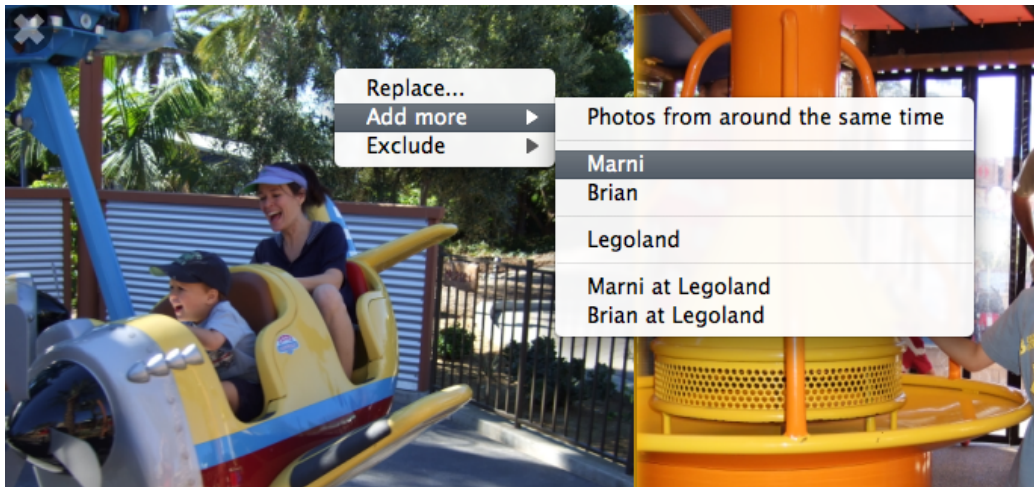 Replace...
Add more
Exclude
Photos from around the same time
Marni
Brian
Legoland
Marni at Legoland
Brian at Legoland